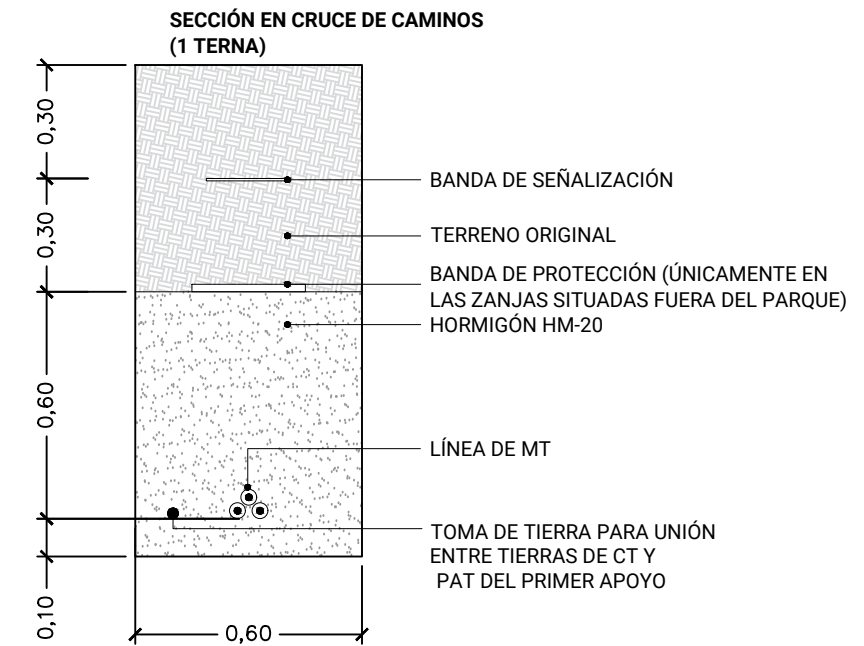 SECCIÓN EN CRUCE DE CAMINOS
(1 TERNA)
0,30
BANDA DE SEÑALIZACIÓN
0,30
TERRENO ORIGINAL
BANDA DE PROTECCIÓN (ÚNICAMENTE EN
LAS ZANJAS SITUADAS FUERA DEL PARQUE)
HORMIGÓN HM-20
0,60
LÍNEA DE MT
TOMA DE TIERRA PARA UNIÓN
ENTRE TIERRAS DE CT Y
PAT DEL PRIMER APOYO
0,10
0,60